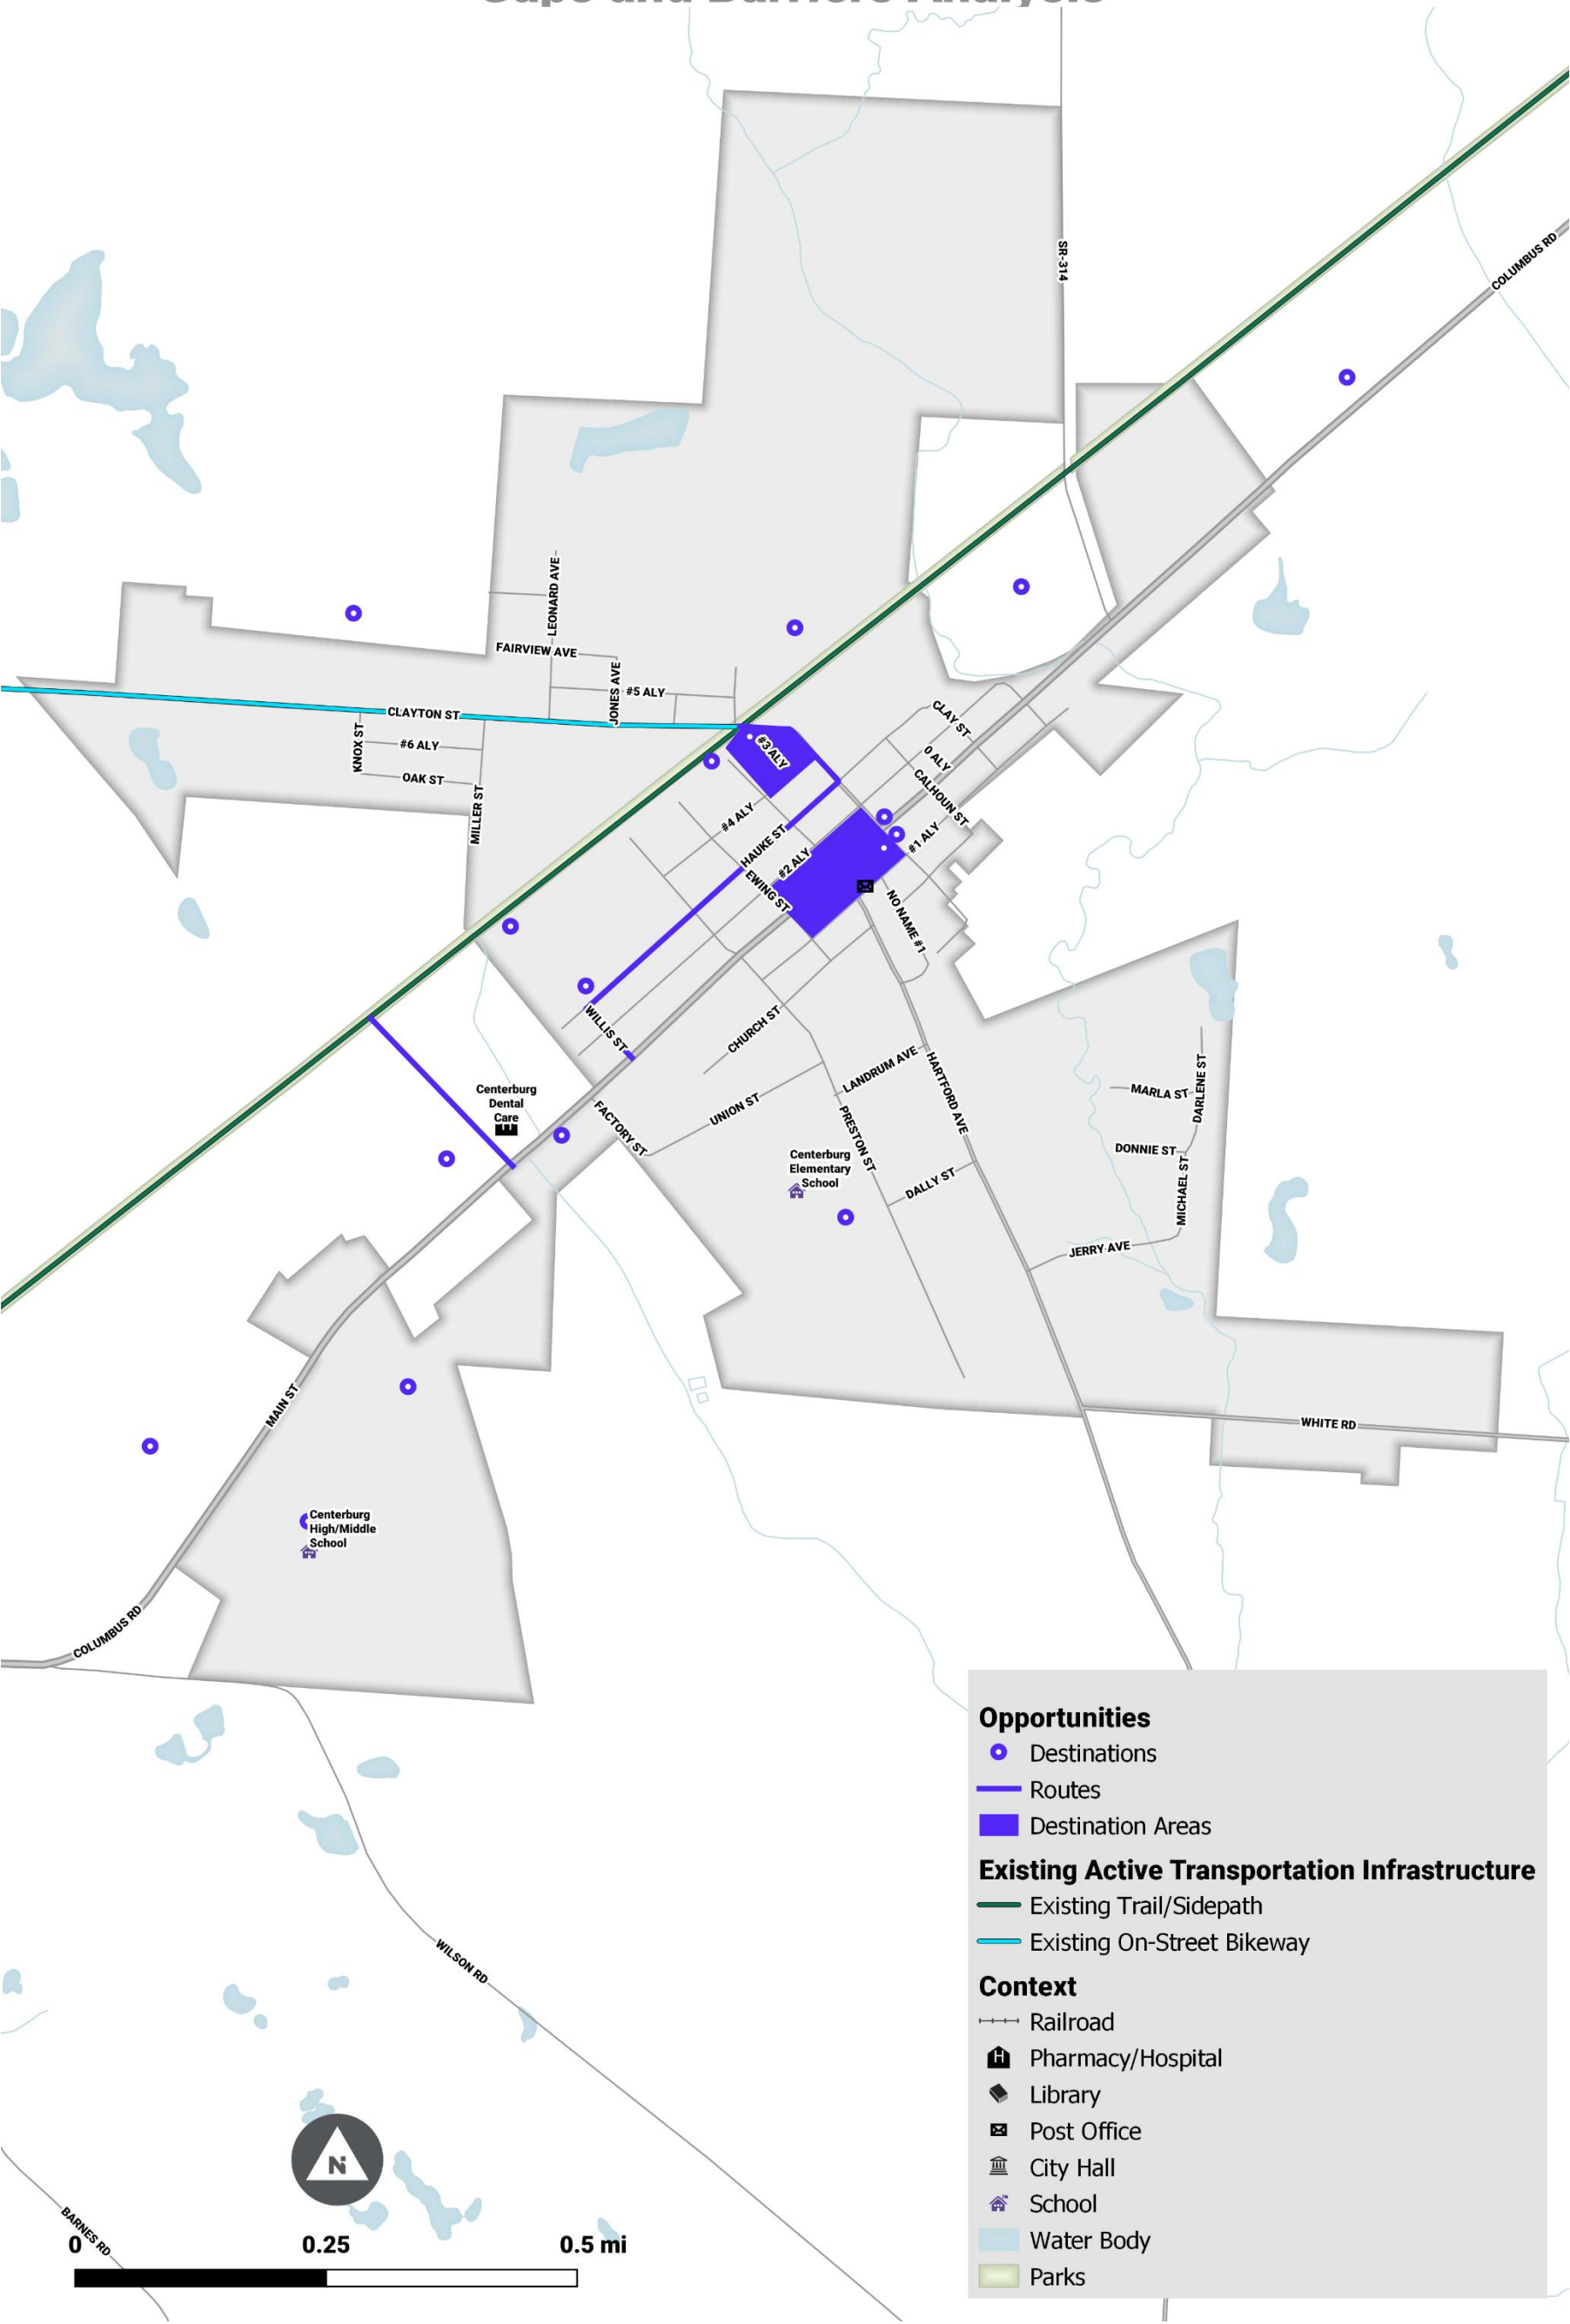 Gaps and Barriers Analysis
SR-314
COLUMBUS RD
LEONARD AVE
FAIRVIEW AVE
JONES AVE
#5 ALY
CLAYTON ST
KNOX ST
#6 ALY
OAK ST
MILLER ST
CLAY ST
#3 ALY
0 ALY
CALHOUN ST
#4 ALY
HAUKE ST
#1 ALY
#2 ALY
EWING ST
NO NAME #1
WILLIS ST
CHURCH ST
LANDRUM AVE
HARTFORD AVE
MARLA ST
DARLENE ST
Centerburg
Dental
Care
FACTORY ST
UNION ST
PRESTON ST
DONNIE ST
MICHAEL ST
Centerburg
Elementary
School
DALLY ST
JERRY AVE
MAIN ST
WHITE RD
Centerburg
High/Middle
School
COLUMBUS RD
WILSON RD
BARNES RD
Opportunities
Destinations
Routes
Destination Areas
Existing Active Transportation Infrastructure
Existing Trail/Sidepath
Existing On-Street Bikeway
Context
Railroad
H Pharmacy/Hospital
Library
Post Office
City Hall
School
Water Body
Parks
N
0 0.25 0.5 mi